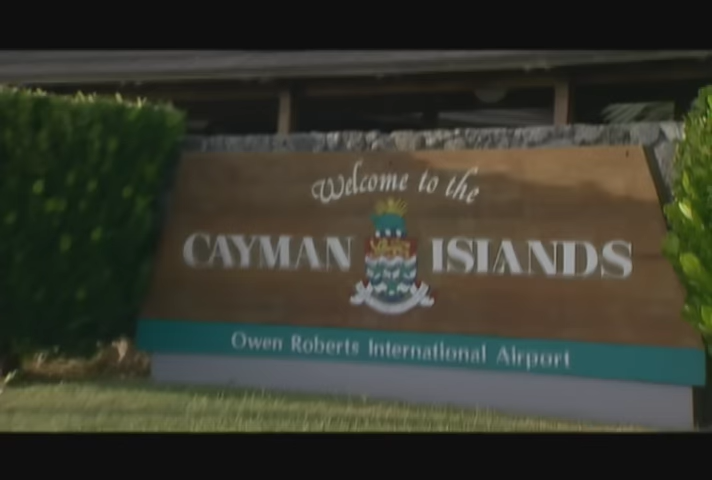 Welcome to the
CAYMAN ISLANDS
Owen Roberts International Airport